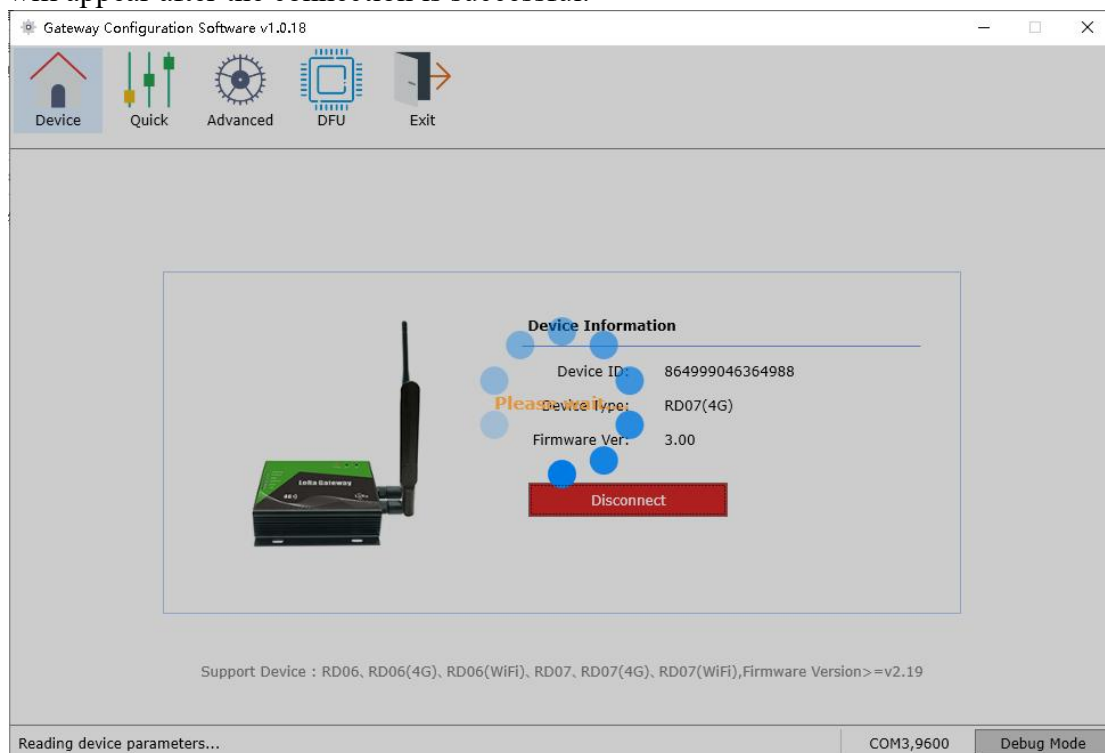 will appear after the connection is successful.
Gateway Configuration Software v1.0.18
Device Quick Advanced DFU Exit
Device Information
Device ID: 864999046364988
Please wait...
Device Type: RD07(4G)
Firmware Ver: 3.00
LoRa Gateway
Disconnect
Support Device : RD06、RD06(4G)、RD06(WiFi)、RD07、RD07(4G)、RD07(WiFi),Firmware Version>=v2.19
Reading device parameters... COM3,9600 Debug Mode